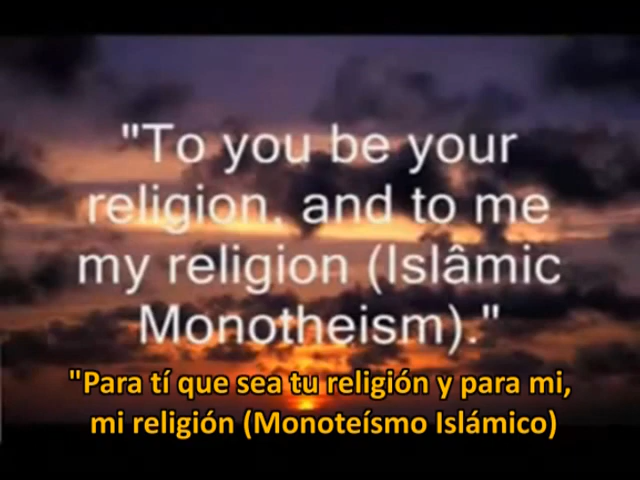 "To you be your
religion, and to me
my religion (Islâmic
Monotheism)."
"Para tí que sea tu religión y para mi,
mi religión (Monoteísmo Islámico)